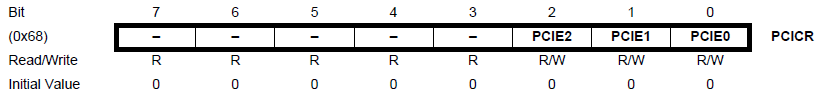 Bit 7 6 5 4 3 2 1 0
(0x68) – – – – – PCIE2 PCIE1 PCIE0 PCICR
Read/Write R R R R R R/W R/W R/W
Initial Value 0 0 0 0 0 0 0 0